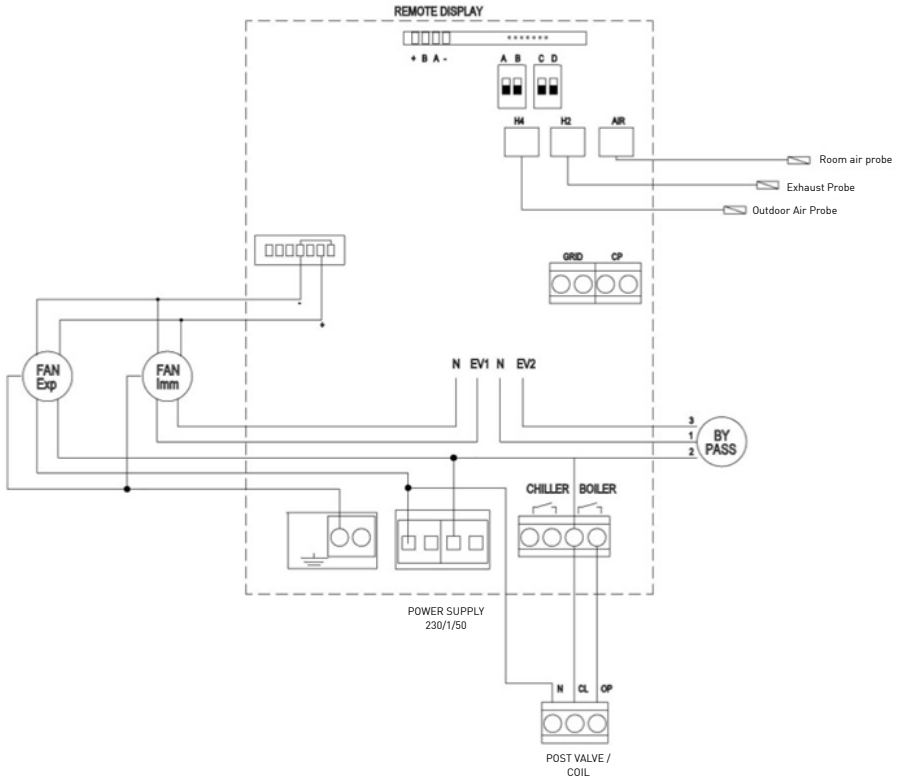 REMOTE DISPLAY
+ B A -
*******
A B C D
H4 H2 AIR
Room air probe
Exhaust Probe
Outdoor Air Probe
GRID CP
-
+
FAN
Exp
FAN
Imm
N EV1 N EV2
3
1
2
BY
PASS
CHILLER BOILER
POWER SUPPLY
230/1/50
N CL OP
POST VALVE /
COIL